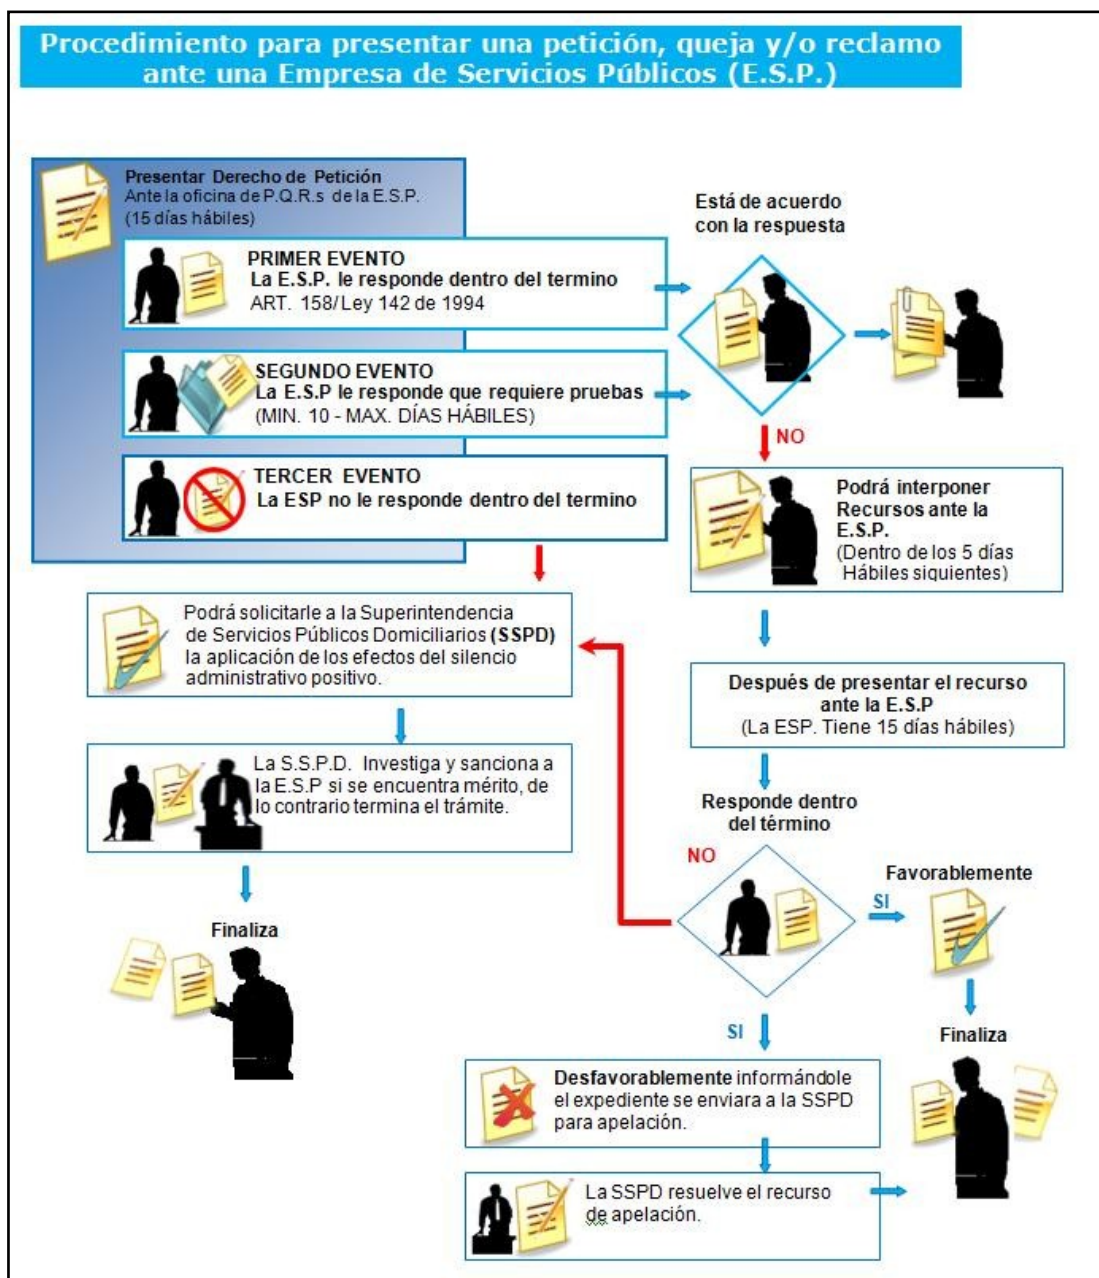 Procedimiento para presentar una petición, queja y/o reclamo
ante una Empresa de Servicios Públicos (E.S.P.)
Presentar Derecho de Petición
Ante la oficina de P.Q.R.s de la E.S.P.
(15 días hábiles)
PRIMER EVENTO
La E.S.P. le responde dentro del termino
ART. 158/Ley 142 de 1994
SEGUNDO EVENTO
La E.S.P le responde que requiere pruebas
(MIN. 10 - MAX. DÍAS HÁBILES)
TERCER EVENTO
La ESP no le responde dentro del termino
Está de acuerdo
con la respuesta
NO
Podrá interponer
Recursos ante la
E.S.P.
(Dentro de los 5 días
Hábiles siguientes)
Podrá solicitarle a la Superintendencia
de Servicios Públicos Domiciliarios (SSPD)
la aplicación de los efectos del silencio
administrativo positivo.
Después de presentar el recurso
ante la E.S.P
(La ESP. Tiene 15 días hábiles)
La S.S.P.D. Investiga y sanciona a
la E.S.P si se encuentra mérito, de
lo contrario termina el trámite.
Finaliza
Responde dentro
del término
NO
SI
Favorablemente
SI
Finaliza
Desfavorablemente informándole
el expediente se enviara a la SSPD
para apelación.
La SSPD resuelve el recurso
de apelación.